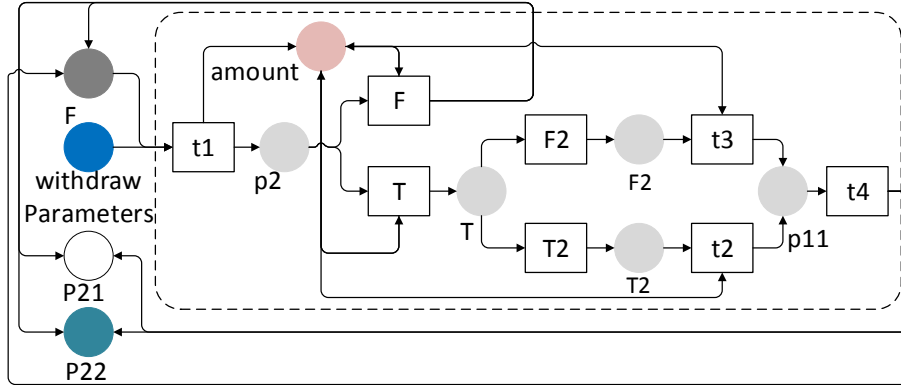 amount
F
F
t1
p2
withdraw
Parameters
T
T
F2
F2
t3
T2
T2
t2
p11
t4
P21
P22